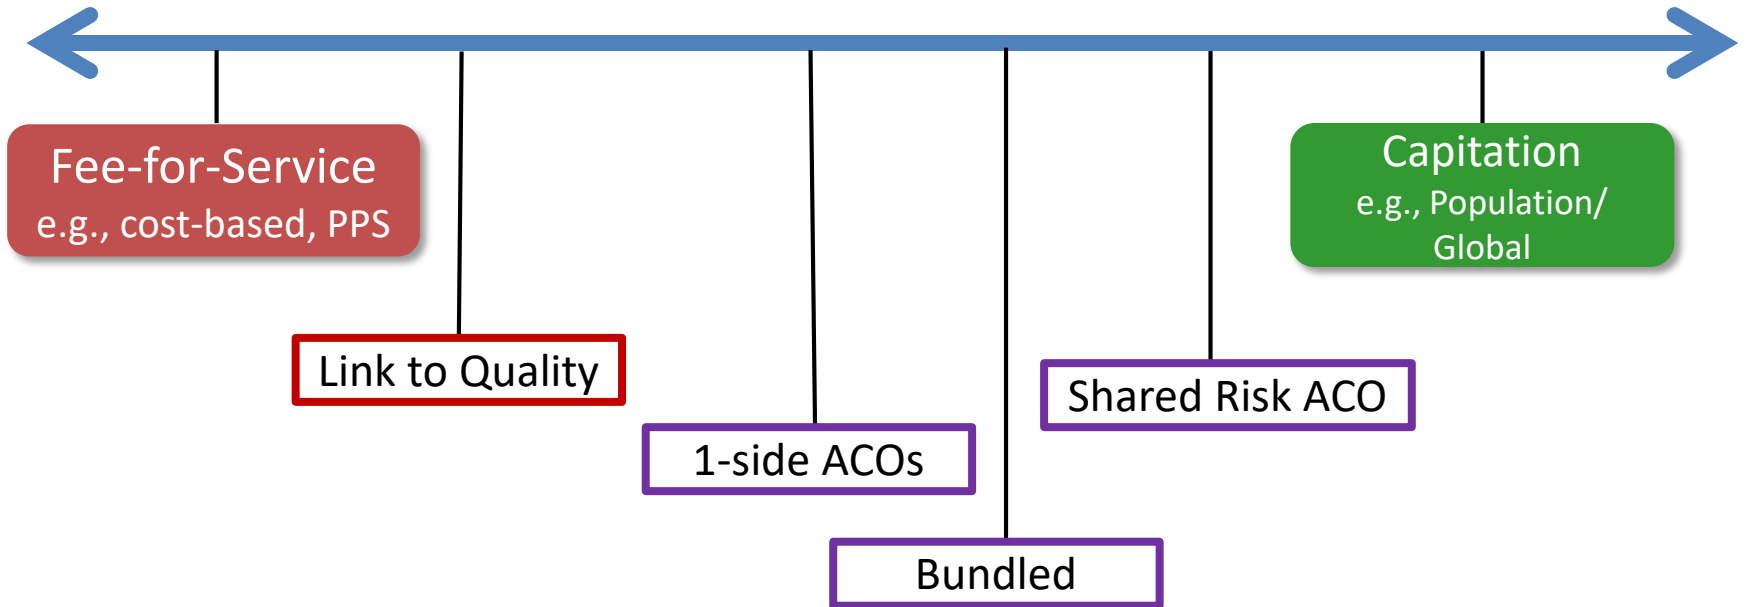 Fee-for-Service
e.g., cost-based, PPS
Capitation
e.g., Population/
Global
Link to Quality
Shared Risk ACO
1-side ACOs
Bundled